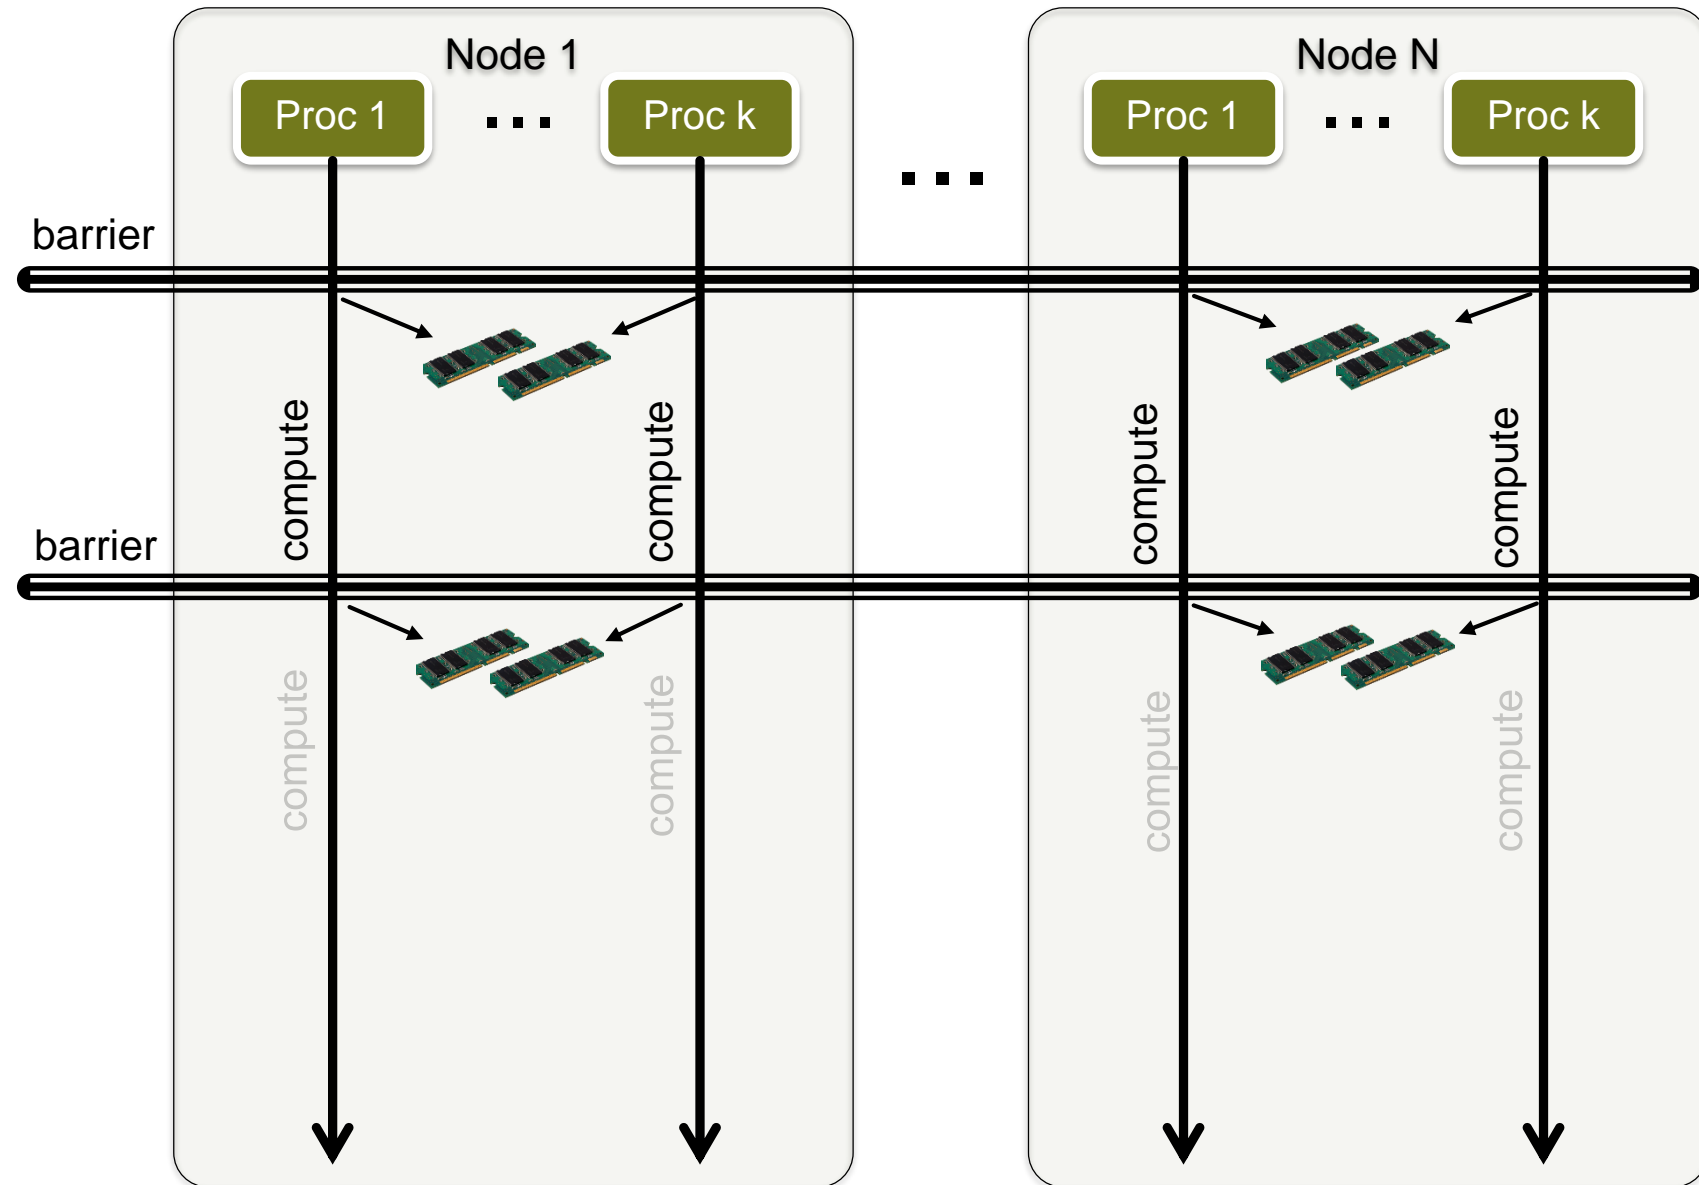 Node 1
Node N
Proc 1
...
Proc k
...
Proc 1
...
Proc k
barrier
compute
compute
compute
compute
barrier
compute
compute
compute
compute